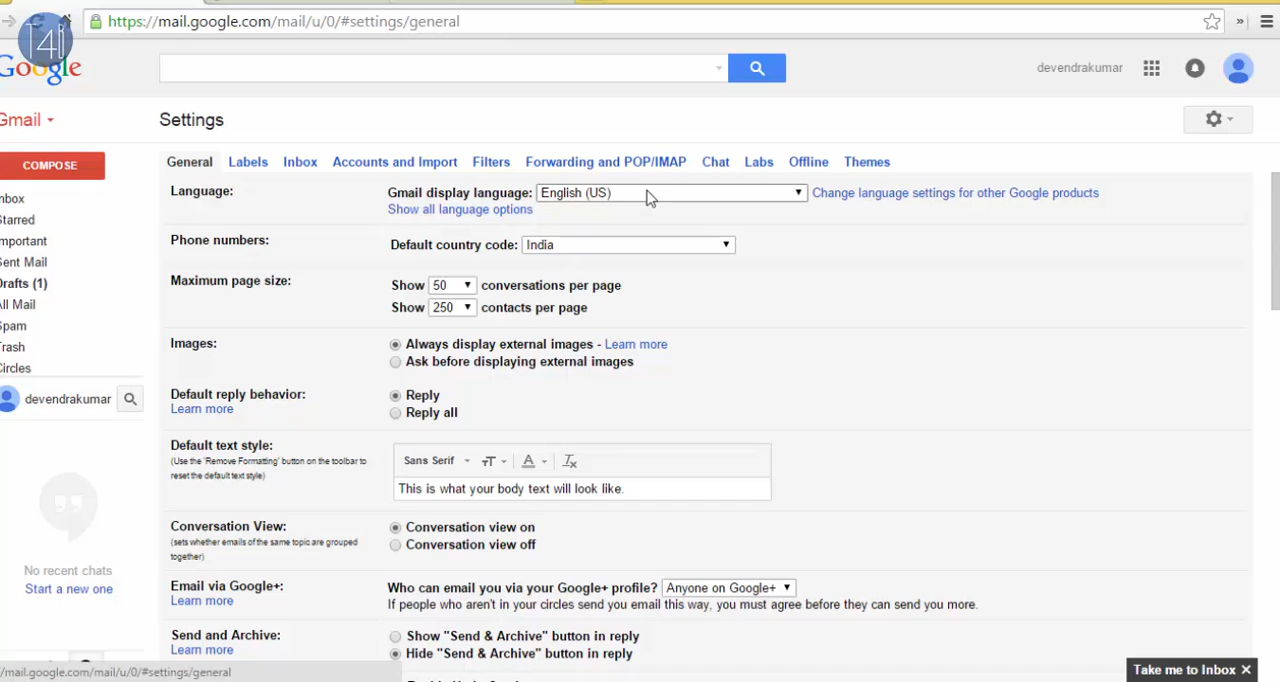 https://mail.google.com/mail/u/0/#settings/general
T4i
Google
devendrakumar
Gmail
Settings
COMPOSE
General Labels Inbox Accounts and Import Filters Forwarding and POP/IMAP Chat Labs Offline Themes
nbox
Starred
mportant
Sent Mail
Drafts (1)
All Mail
Spam
Trash
Circles
devendrakumar
No recent chats
Start a new one
Language: Gmail display language: English (US) Change language settings for other Google products
Show all language options
Phone numbers: Default country code: India
Maximum page size: Show 50 conversations per page
Show 250 contacts per page
Images: Always display external images - Learn more
Ask before displaying external images
Default reply behavior: Reply
Learn more Reply all
Default text style:
(Use the 'Remove Formatting' button on the toolbar to reset the default text style)
Sans Serif
This is what your body text will look like.
Conversation View: Conversation view on
(sets whether emails of the same topic are grouped together)
Conversation view off
Email via Google+: Who can email you via your Google+ profile? Anyone on Google+
Learn more If people who aren't in your circles send you email this way, you must agree before they can send you more.
Send and Archive: Show "Send & Archive" button in reply
Learn more Hide "Send & Archive" button in reply
//mail.google.com/mail/u/0/#settings/general
Take me to Inbox ×